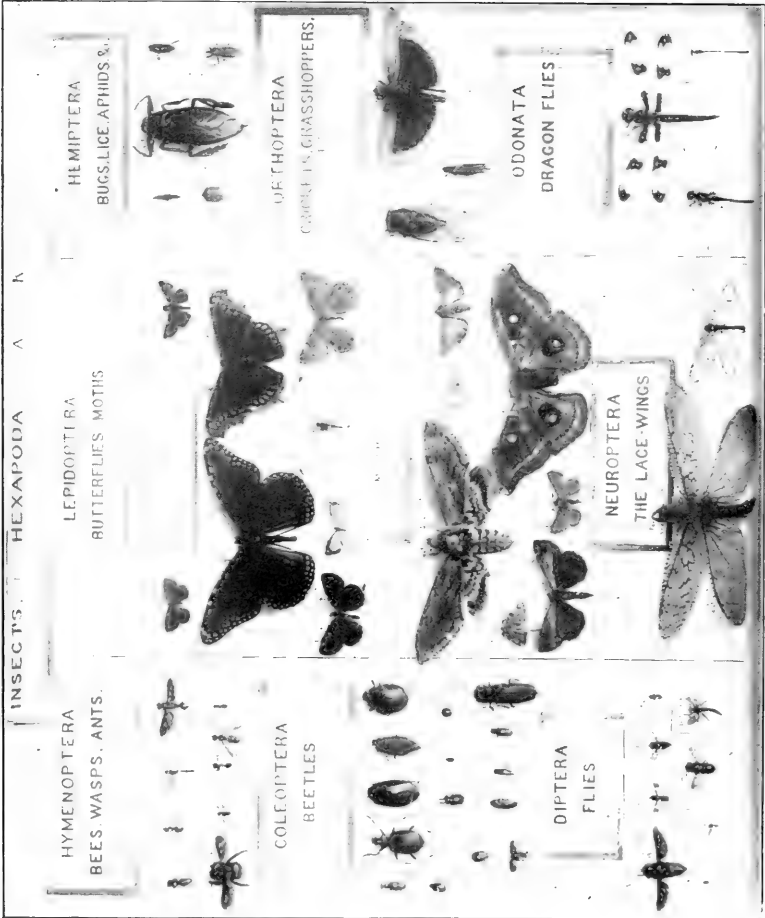 INSECTS. HEXAPODA
HYMENOPTERA
BEES. WASPS. ANTS.
COLEOPTERA
BEETLES
DIPTERA
FLIES
LEPIDOPTERA
BUTTERFLIES MOTHS
NEUROPTERA
THE LACE-WINGS
HEMIPTERA
BUGS. LICE. APHIDS. &.
ORTHOPTERA
CRICKETS, GRASSHOPPERS.
ODONATA
DRAGON FLIES